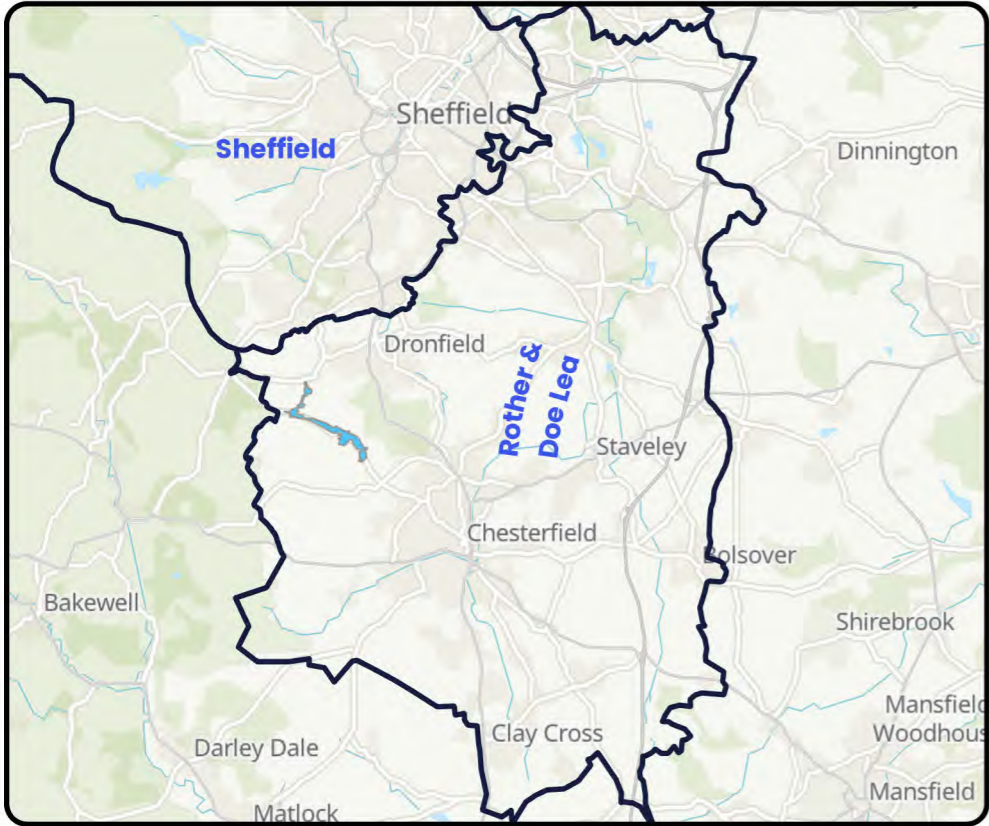 Sheffield
Sheffield
Dinnington
Dronfield
Rother &
Doe Lea
Staveley
Chesterfield
Bolsover
Bakewell
Shirebrook
Mansfield
Woodhous
Clay Cross
Darley Dale
Mansfield
Matlock